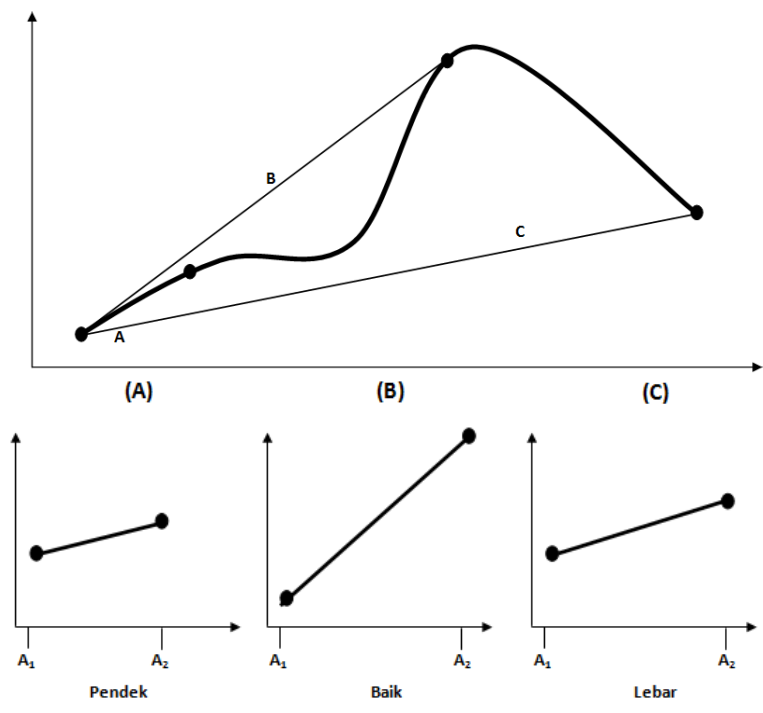 B
C
A
(A) (B) (C)
A₁ A₂ A₁ A₂ A₁ A₂
Pendek Baik Lebar